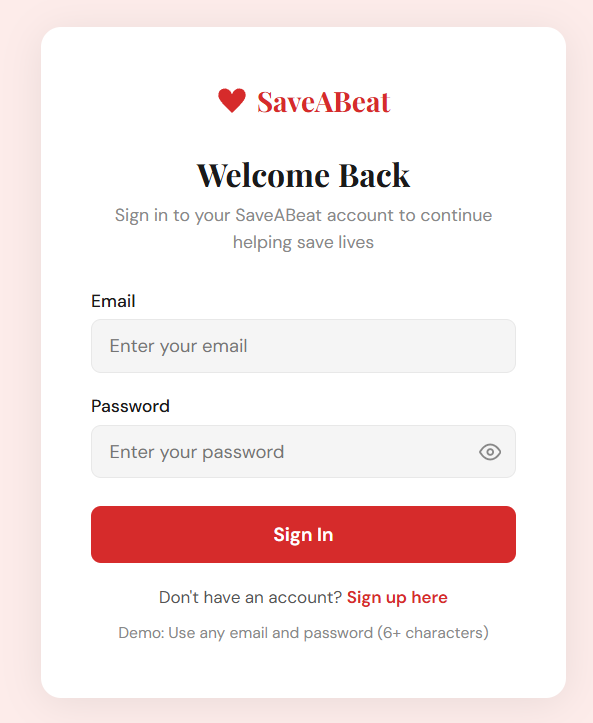 SaveABeat
Welcome Back
Sign in to your SaveABeat account to continue
helping save lives
Email
Enter your email
Password
Enter your password
Sign In
Don't have an account? Sign up here
Demo: Use any email and password (6+ characters)